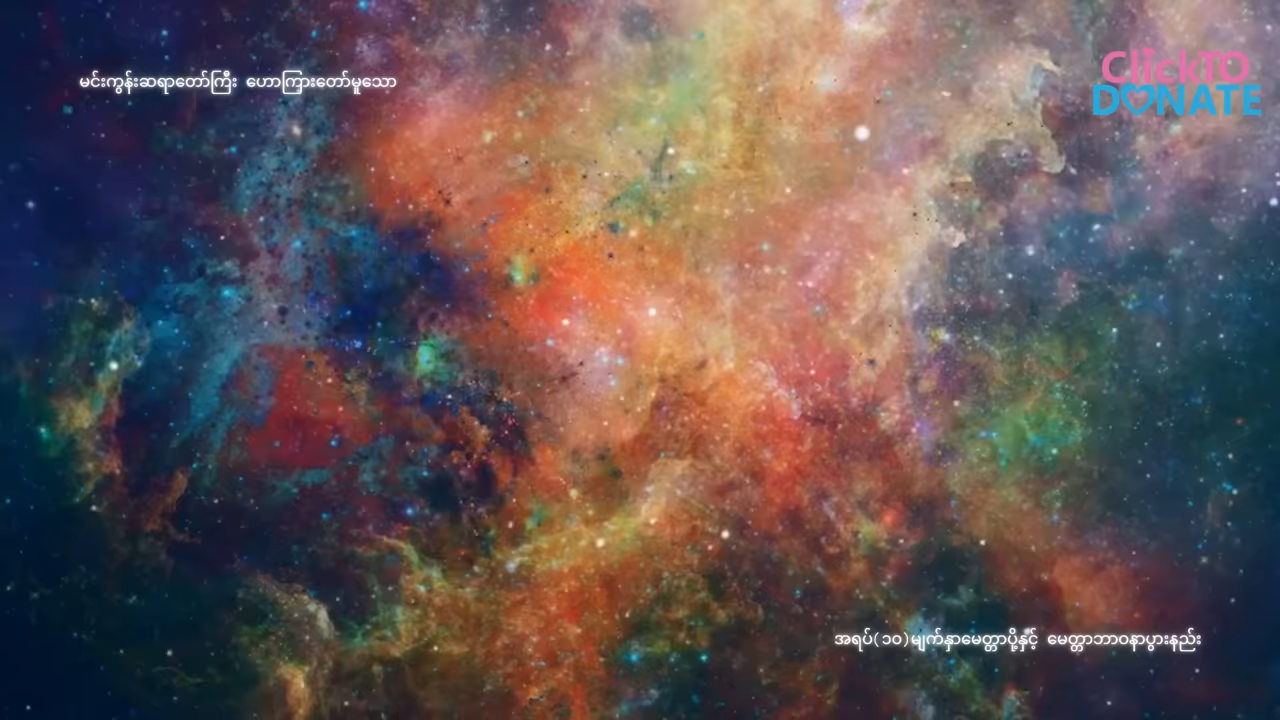 မင်းကွန်းဆရာတော်ကြီး ဟောကြားတော်မူသော
ClickTO
DONATE
အရပ်(၁၀)မျက်နှာမေတ္တာပို့နှင့် မေတ္တာဘာဝနာပွားနည်း